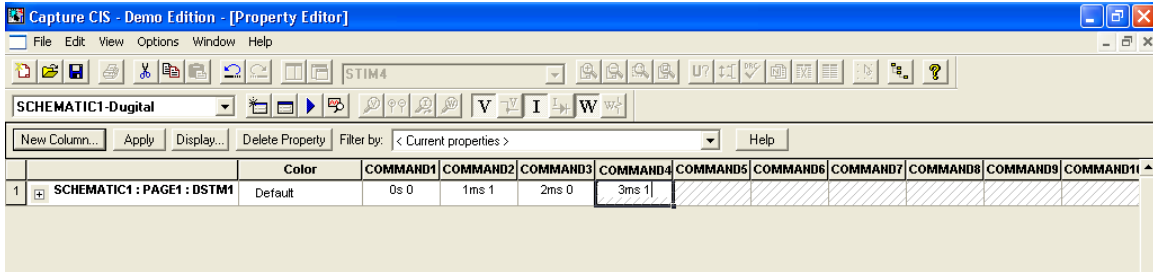 Capture CIS - Demo Edition - [Property Editor]
File Edit View Options Window Help
STIM4
U?
SCHEMATIC1-Dugital
V V I I W W
New Column... Apply Display... Delete Property Filter by: < Current properties > Help
Color COMMAND1 COMMAND2 COMMAND3 COMMAND4 COMMAND5 COMMAND6 COMMAND7 COMMAND8 COMMAND9 COMMAND10
1 SCHEMATIC1 : PAGE1 : DSTM1 Default 0s 0 1ms 1 2ms 0 3ms 1